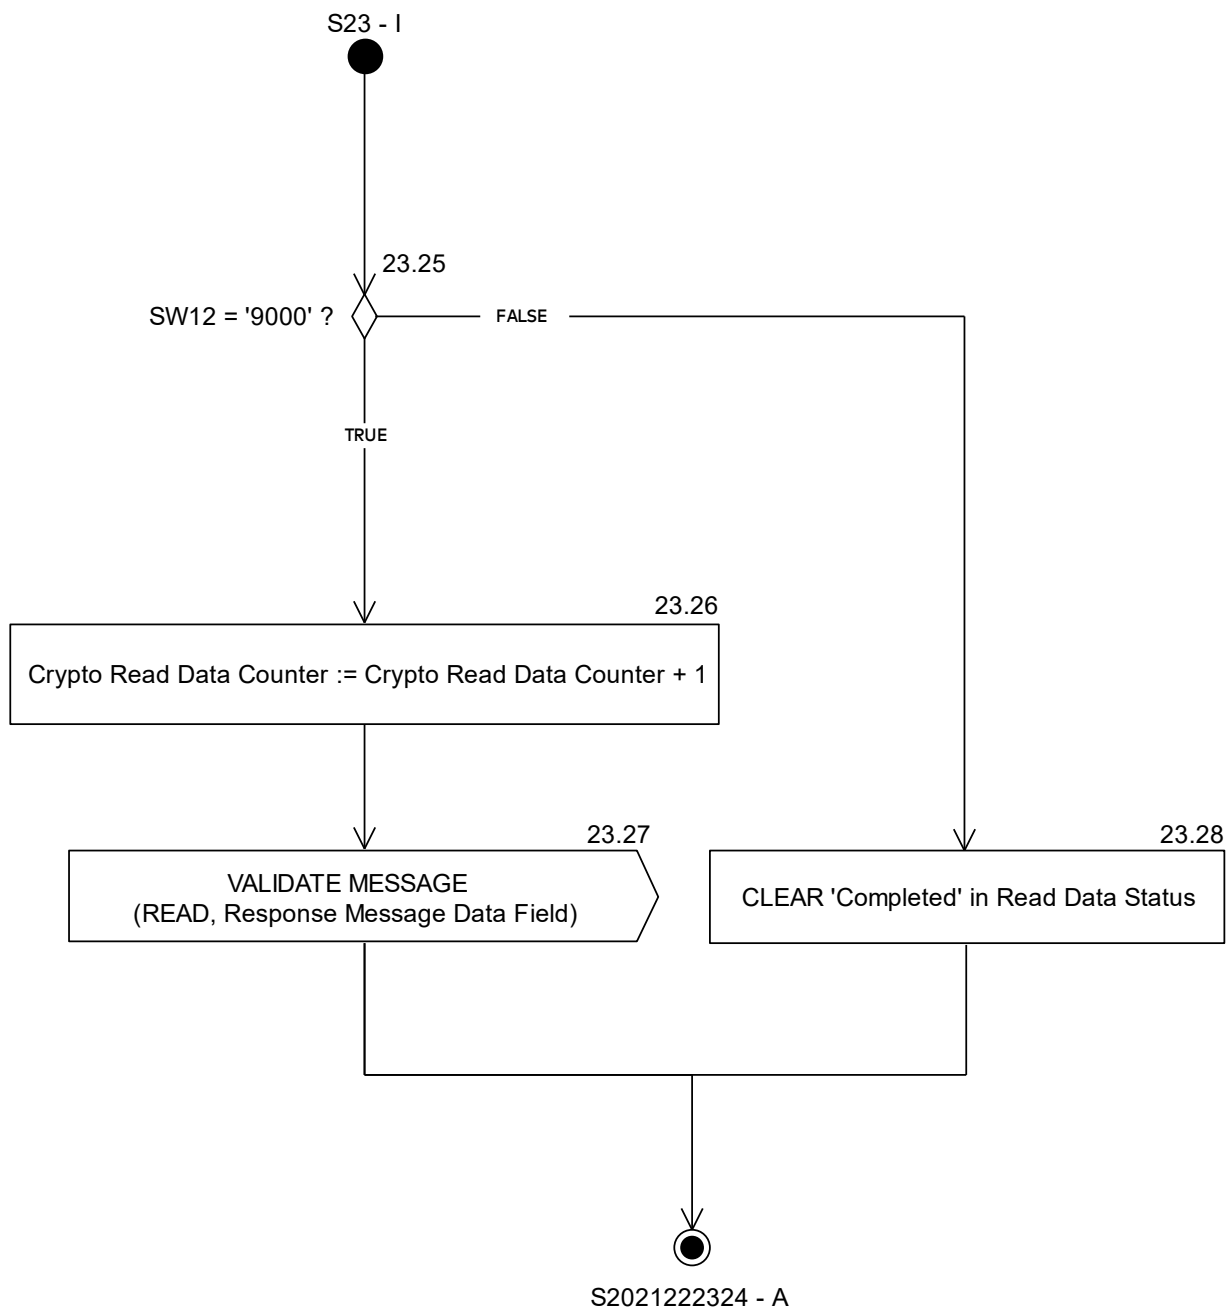 S23 - I
23.25
SW12 = '9000' ?
FALSE
TRUE
23.26
Crypto Read Data Counter := Crypto Read Data Counter + 1
23.27
VALIDATE MESSAGE
(READ, Response Message Data Field)
23.28
CLEAR 'Completed' in Read Data Status
S2021222324 - A